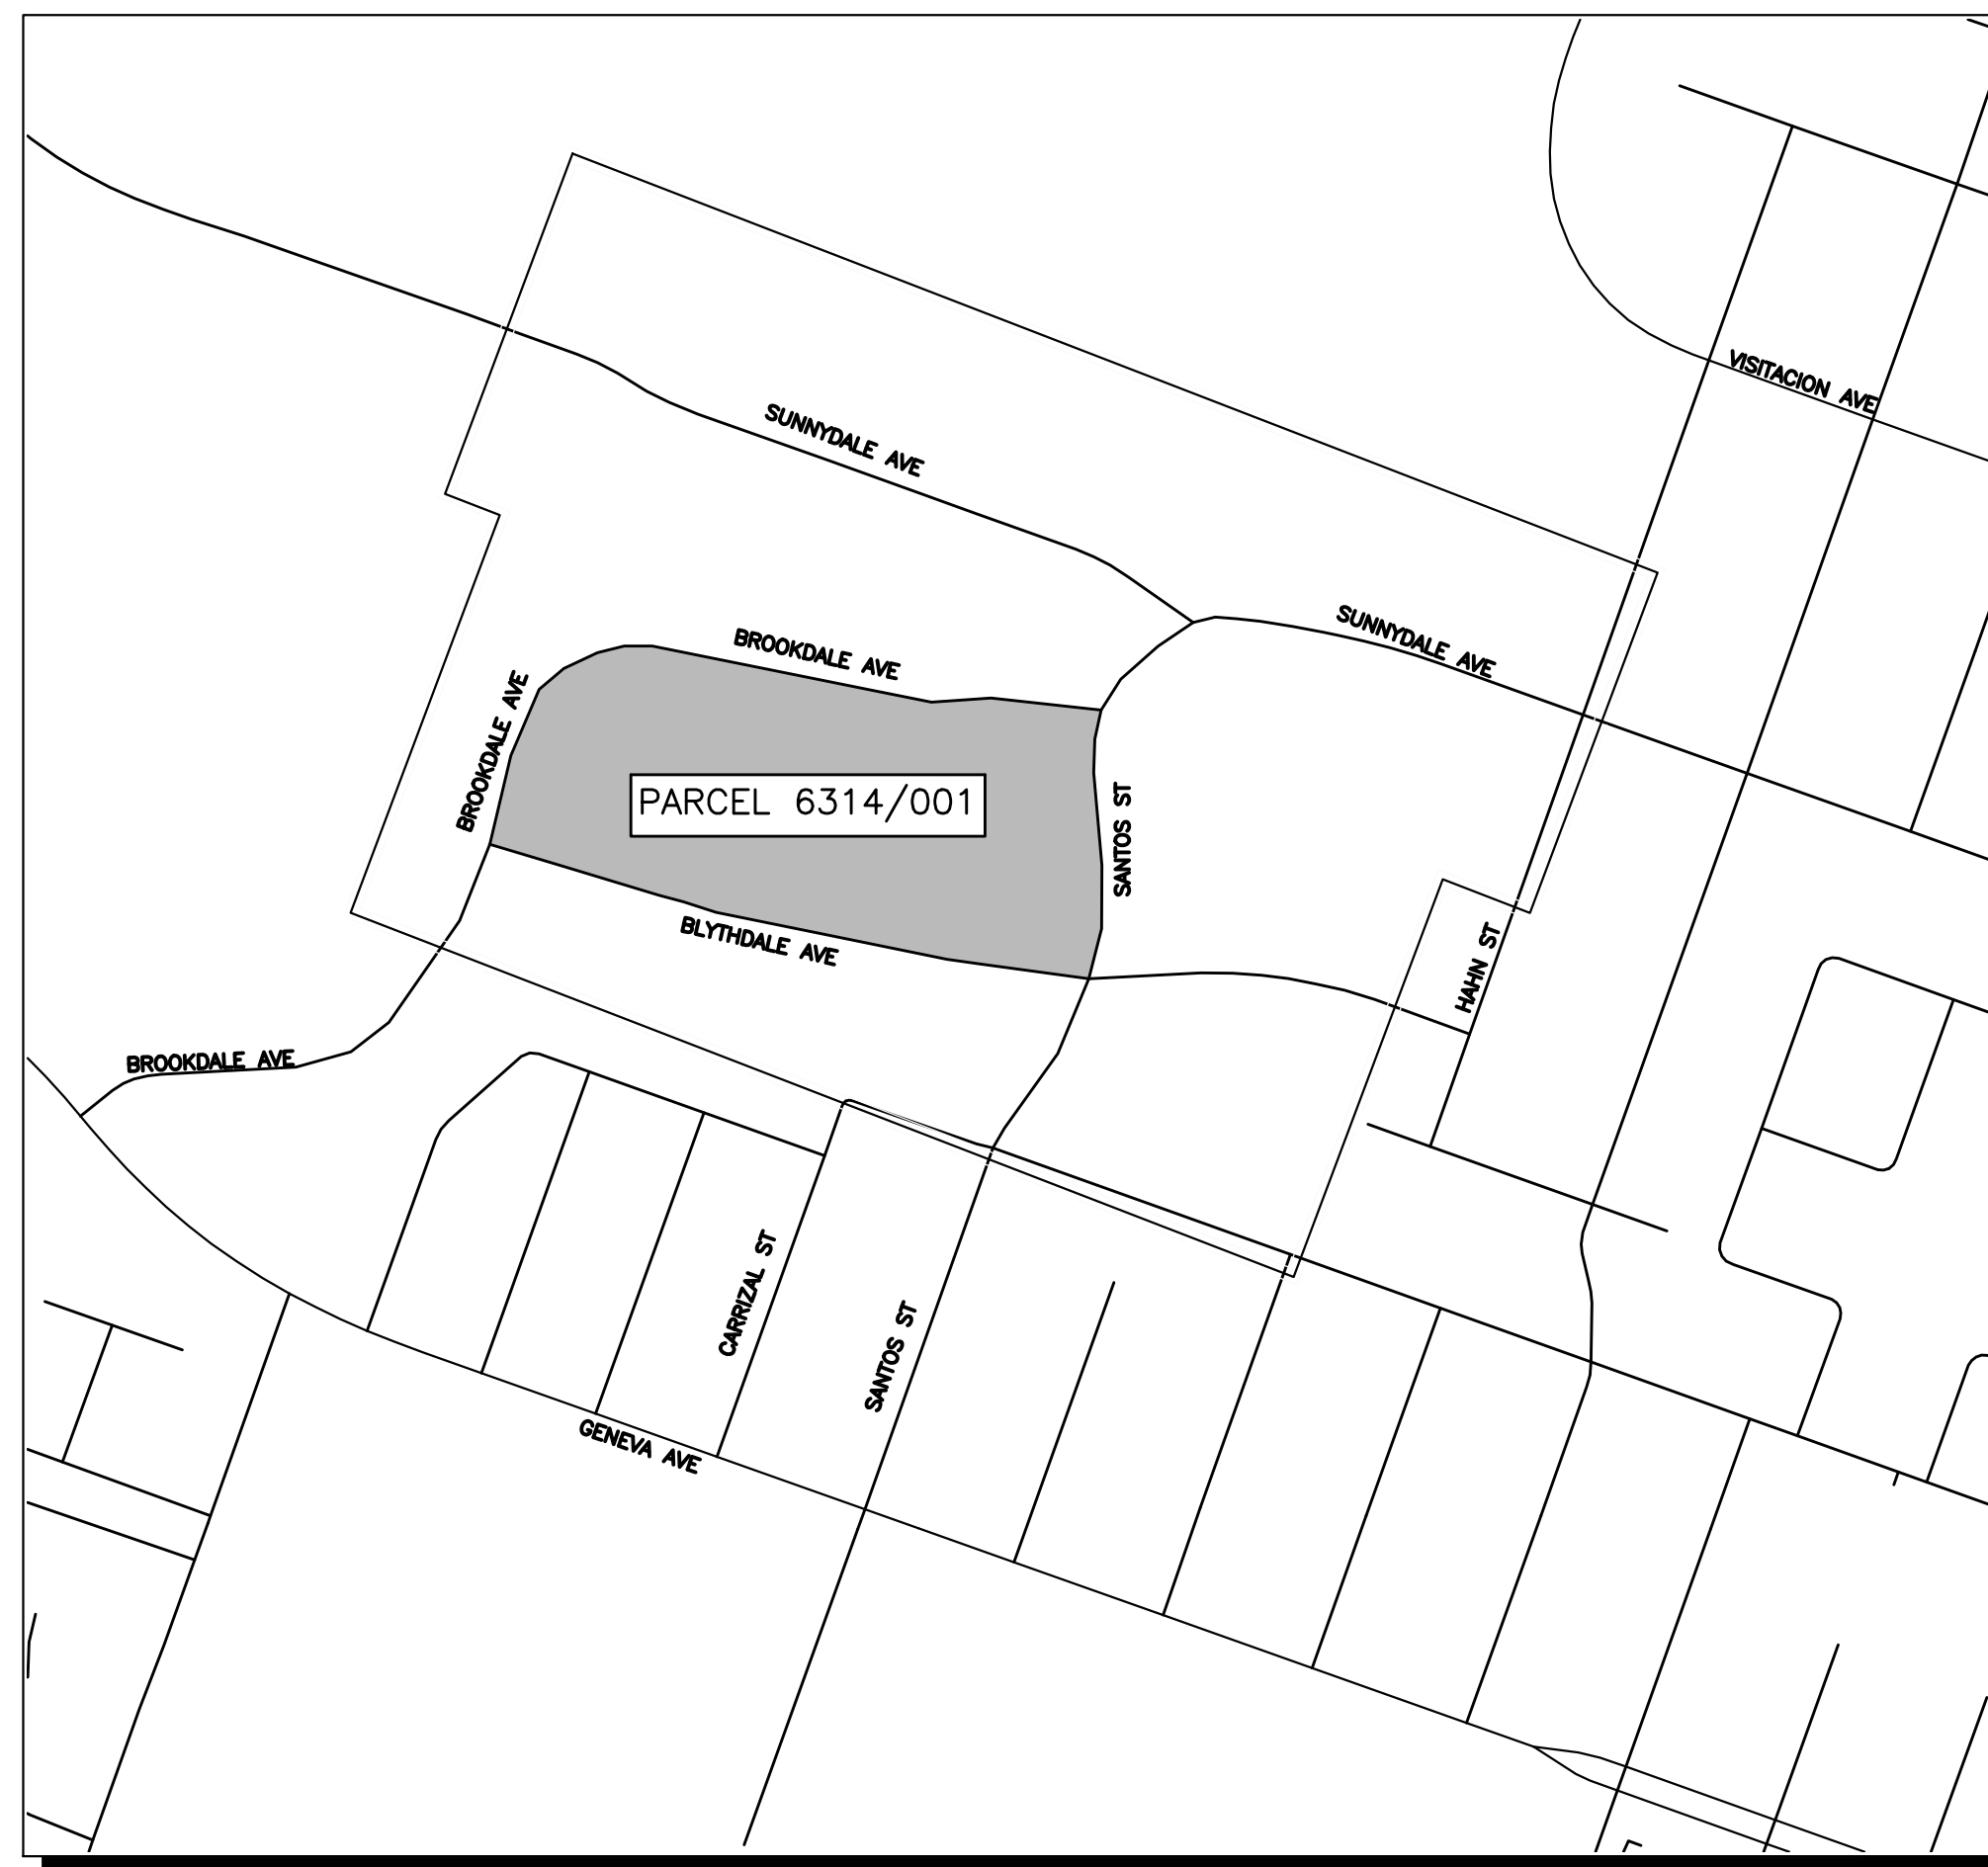 VISITACION AVE
SUNNYDALE AVE
SUNNYDALE AVE
BROOKDALE AVE
BROOKDALE AVE
PARCEL 6314/001
SANTOS ST
BLYTHDALE AVE
HAHN ST
BROOKDALE AVE
CARRIZAL ST
SANTOS ST
GENEVA AVE